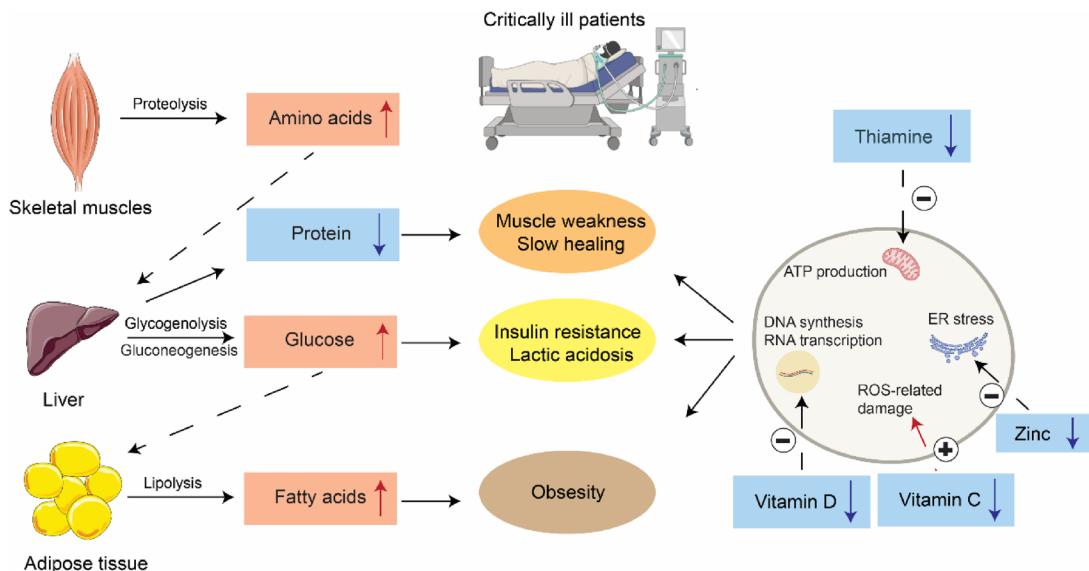 Critically ill patients
Proteolysis
Amino acids
Skeletal muscles
Thiamine
Protein
Muscle weakness
Slow healing
ATP production
Glycogenolysis
Gluconeogenesis
Glucose
Insulin resistance
Lactic acidosis
DNA synthesis
RNA transcription
ER stress
Liver
ROS-related
damage
Zinc
Lipolysis
Fatty acids
Obsesity
Vitamin D
Vitamin C
Adipose tissue